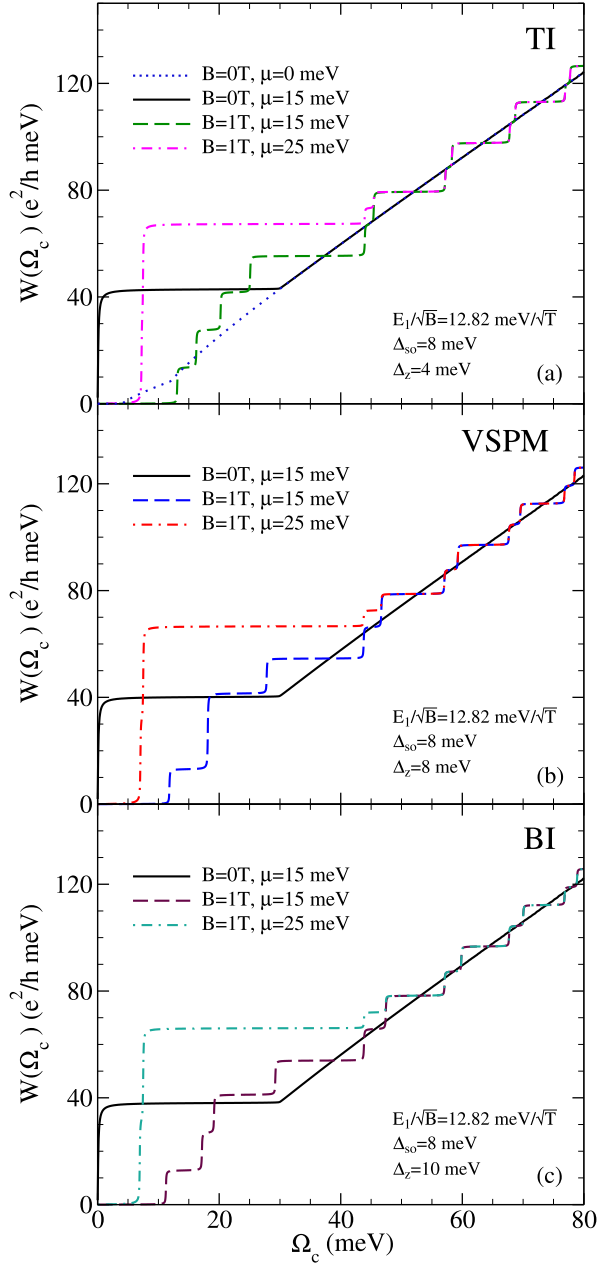 TI
B=0T, μ=0 meV
B=0T, μ=15 meV
B=1T, μ=15 meV
B=1T, μ=25 meV
W(Ω_c) (e²/h meV)
120
80
40
0
E₁/√B=12.82 meV/√T
Δ_so=8 meV
Δ_z=4 meV
(a)
VSPM
B=0T, μ=15 meV
B=1T, μ=15 meV
B=1T, μ=25 meV
W(Ω_c) (e²/h meV)
120
80
40
0
E₁/√B=12.82 meV/√T
Δ_so=8 meV
Δ_z=8 meV
(b)
BI
B=0T, μ=15 meV
B=1T, μ=15 meV
B=1T, μ=25 meV
W(Ω_c) (e²/h meV)
120
80
40
0
E₁/√B=12.82 meV/√T
Δ_so=8 meV
Δ_z=10 meV
(c)
0 20 40 60 80
Ω_c (meV)